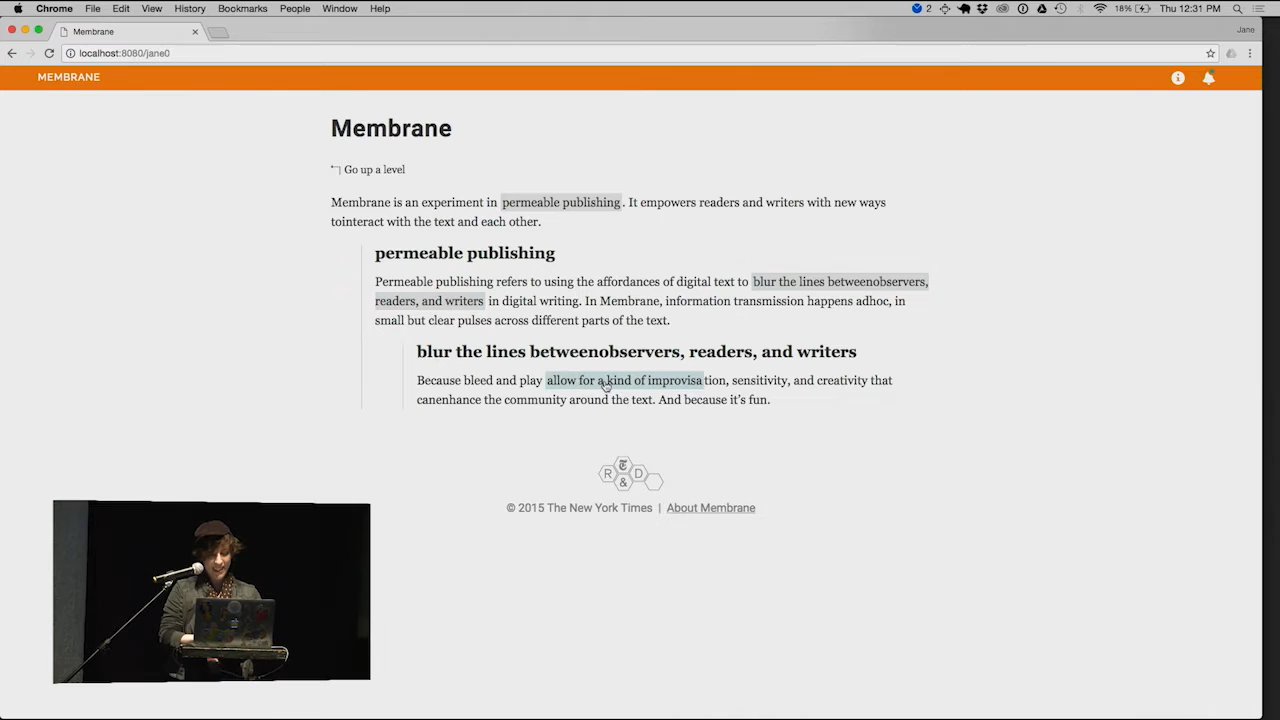 Chrome File Edit View History Bookmarks People Window Help 2 18% Thu 12:31 PM
Membrane Jane
localhost:8080/jane0
MEMBRANE
Membrane
Go up a level
Membrane is an experiment in permeable publishing. It empowers readers and writers with new ways
tointeract with the text and each other.
permeable publishing
Permeable publishing refers to using the affordances of digital text to blur the lines betweenobservers,
readers, and writers in digital writing. In Membrane, information transmission happens adhoc, in
small but clear pulses across different parts of the text.
blur the lines betweenobservers, readers, and writers
Because bleed and play allow for a kind of improvisation, sensitivity, and creativity that
canenhance the community around the text. And because it's fun.
R T D
&
© 2015 The New York Times | About Membrane